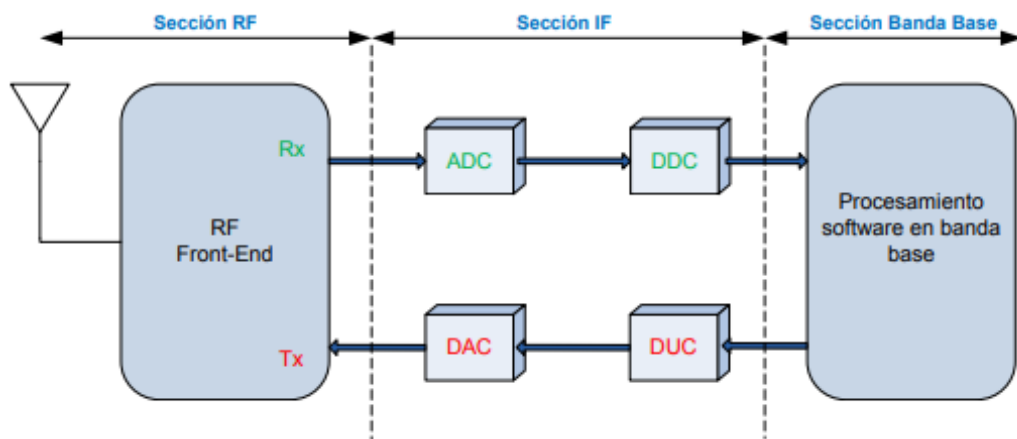 Sección RF
Sección IF
Sección Banda Base
Rx
ADC
DDC
RF
Front-End
Procesamiento
software en banda
base
Tx
DAC
DUC